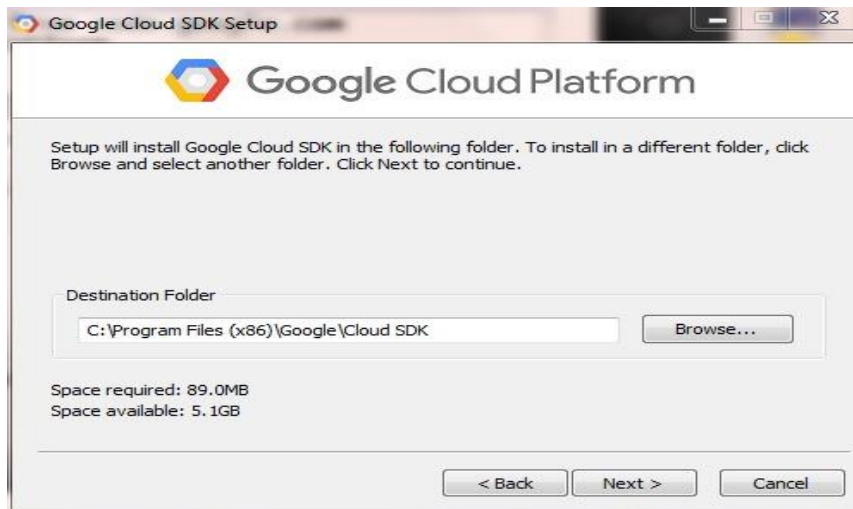 Google Cloud SDK Setup
Google Cloud Platform
Setup will install Google Cloud SDK in the following folder. To install in a different folder, click
Browse and select another folder. Click Next to continue.
Destination Folder
C:\Program Files (x86)\Google\Cloud SDK
Browse...
Space required: 89.0MB
Space available: 5.1GB
< Back
Next >
Cancel